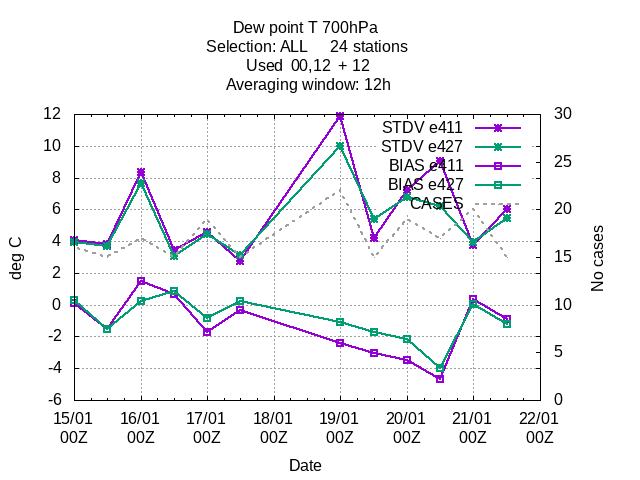 Dew point T 700hPa
Selection: ALL 24 stations
Used 00,12 + 12
Averaging window: 12h
STDV e411
STDV e427
BIAS e411
BIAS e427
CASES
12
10
8
6
4
2
0
-2
-4
-6
30
25
20
15
10
5
0
deg C
No cases
15/01 16/01 17/01 18/01 19/01 20/01 21/01 22/01
00Z 00Z 00Z 00Z 00Z 00Z 00Z 00Z
Date